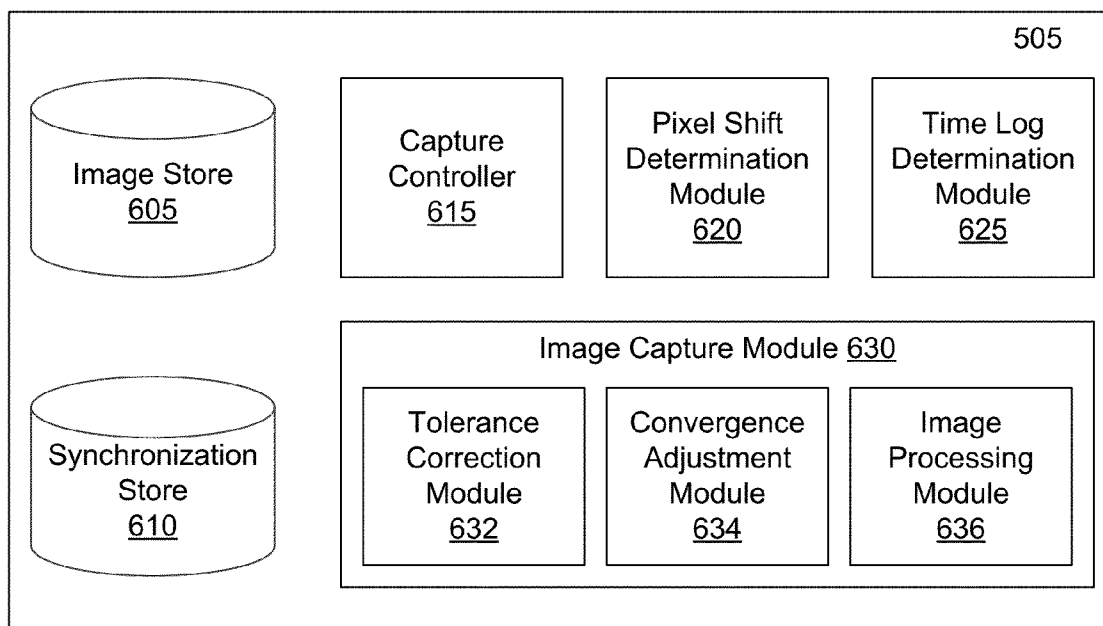 505
Image Store
605
Capture
Controller
615
Pixel Shift
Determination
Module
620
Time Log
Determination
Module
625
Synchronization
Store
610
Image Capture Module 630
Tolerance
Correction
Module
632
Convergence
Adjustment
Module
634
Image
Processing
Module
636